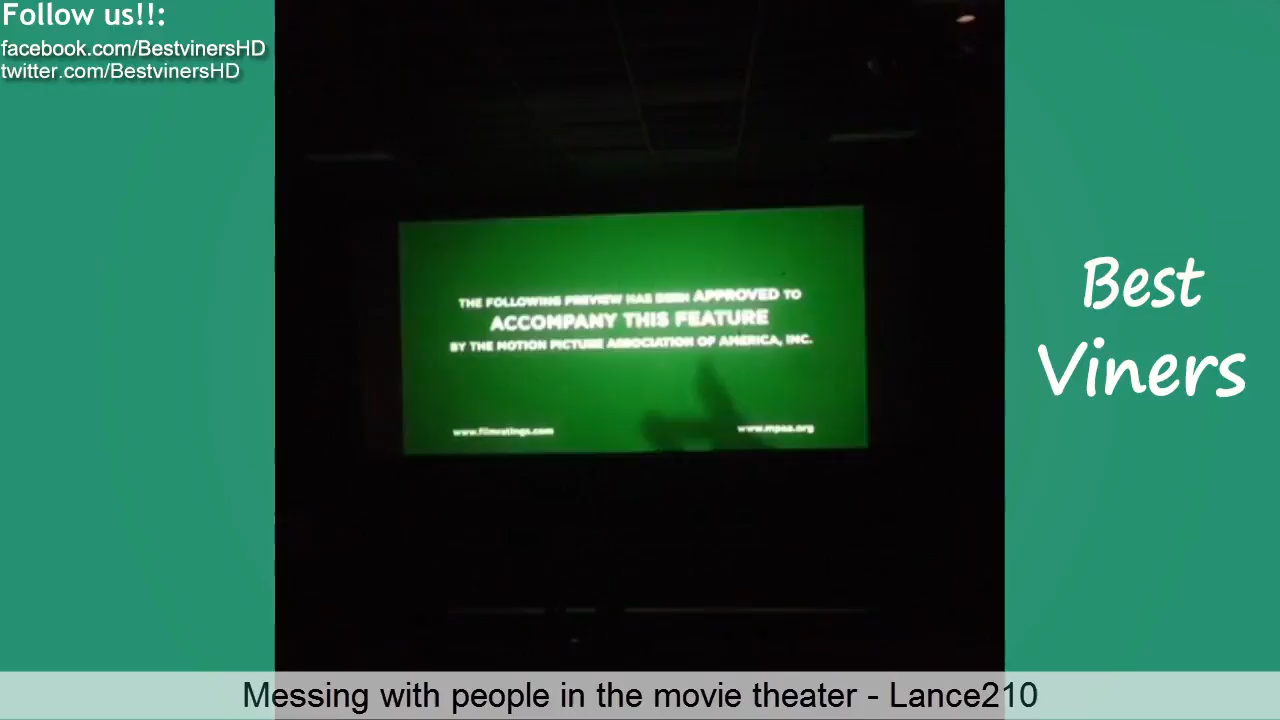 Follow us!!:
facebook.com/BestvinersHD
twitter.com/BestvinersHD
THE FOLLOWING PREVIEW HAS BEEN APPROVED TO
ACCOMPANY THIS FEATURE
BY THE MOTION PICTURE ASSOCIATION OF AMERICA, INC.
www.filmratings.com
www.mpaa.org
Best
Viners
Messing with people in the movie theater - Lance210